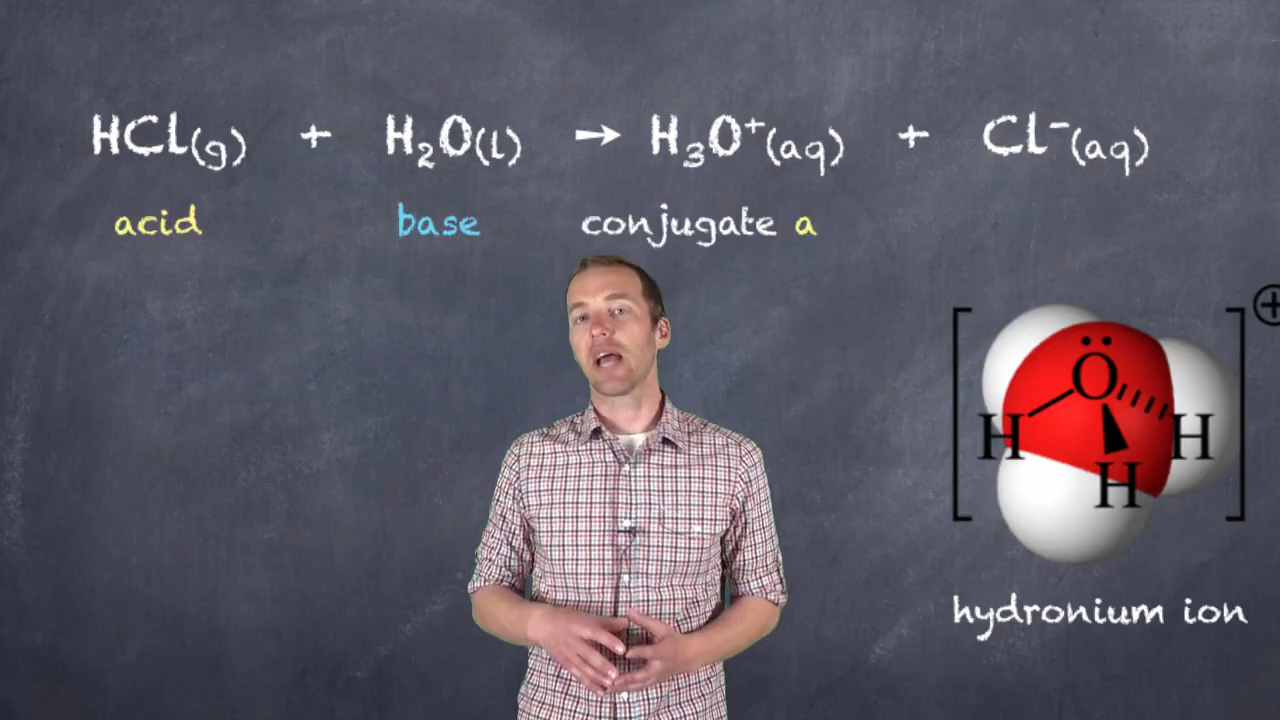 HCl(g) + H₂O(l) → H₃O⁺(aq) + Cl⁻(aq)
acid base conjugate a
[ O H H H ] ⊕
hydronium ion